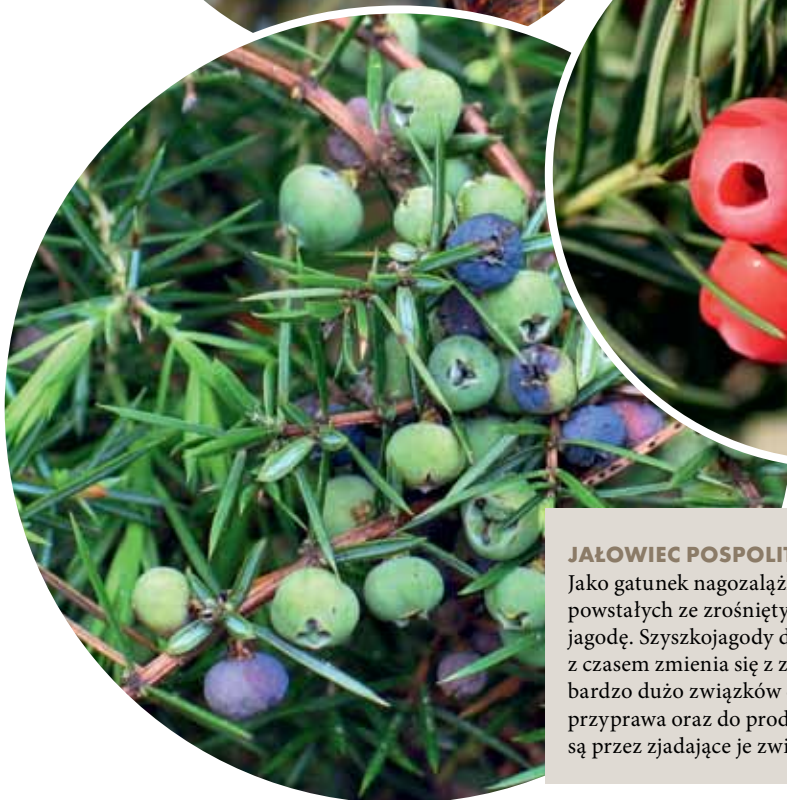 JAŁOWIEC POSPOLIT
Jako gatunek nagozaląż
powstałych ze zrośnięty
jagodę. Szyszkojagody d
z czasem zmienia się z z
bardzo dużo związków
przyprawa oraz do prod
są przez zjadające je zwi